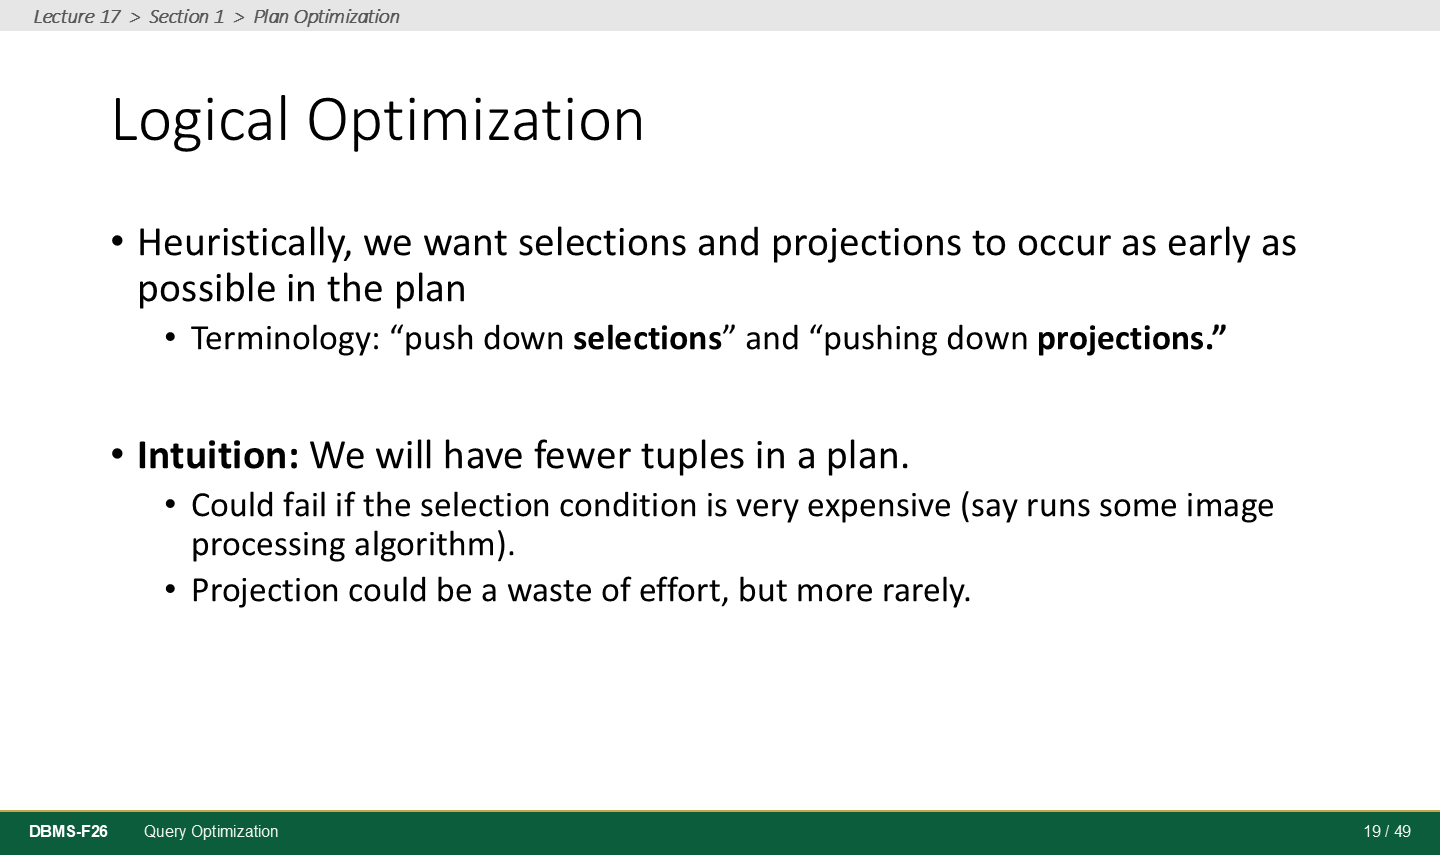 Lecture 17 > Section 1 > Plan Optimization
Logical Optimization
• Heuristically, we want selections and projections to occur as early as
possible in the plan
• Terminology: “push down selections” and “pushing down projections.”
• Intuition: We will have fewer tuples in a plan.
• Could fail if the selection condition is very expensive (say runs some image
processing algorithm).
• Projection could be a waste of effort, but more rarely.
DBMS-F26 Query Optimization 19 / 49